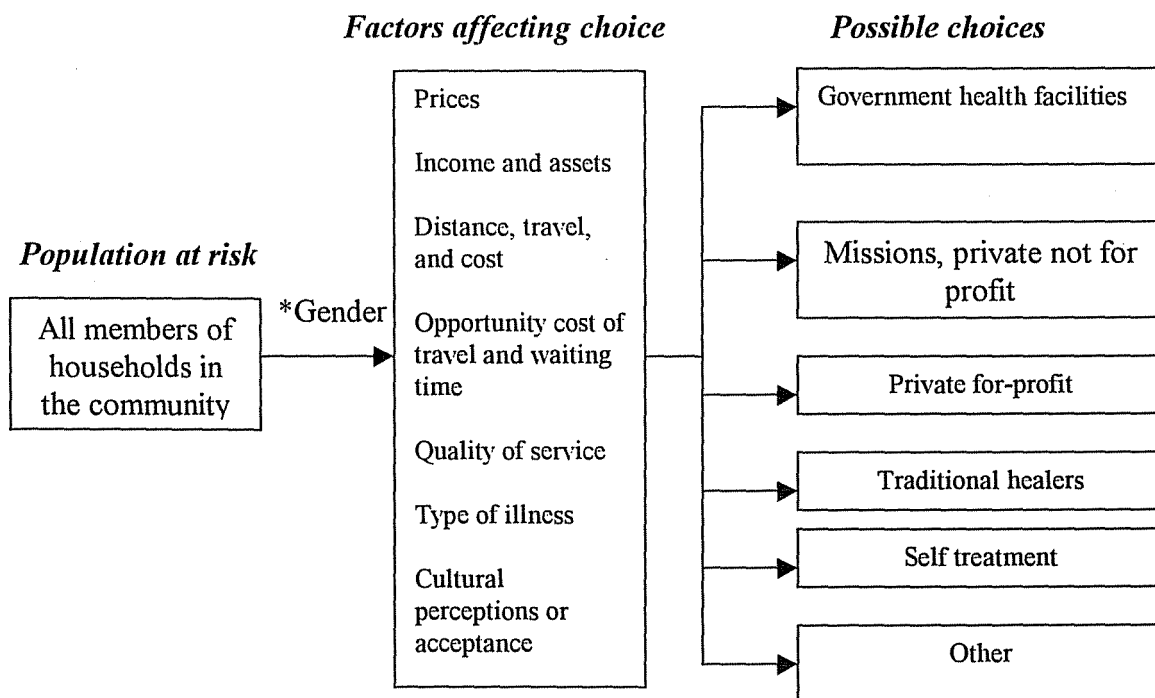 Factors affecting choice
Possible choices
Population at risk
All members of
households in
the community
*Gender
Prices
Income and assets
Distance, travel,
and cost
Opportunity cost of
travel and waiting
time
Quality of service
Type of illness
Cultural
perceptions or
acceptance
Government health facilities
Missions, private not for
profit
Private for-profit
Traditional healers
Self treatment
Other